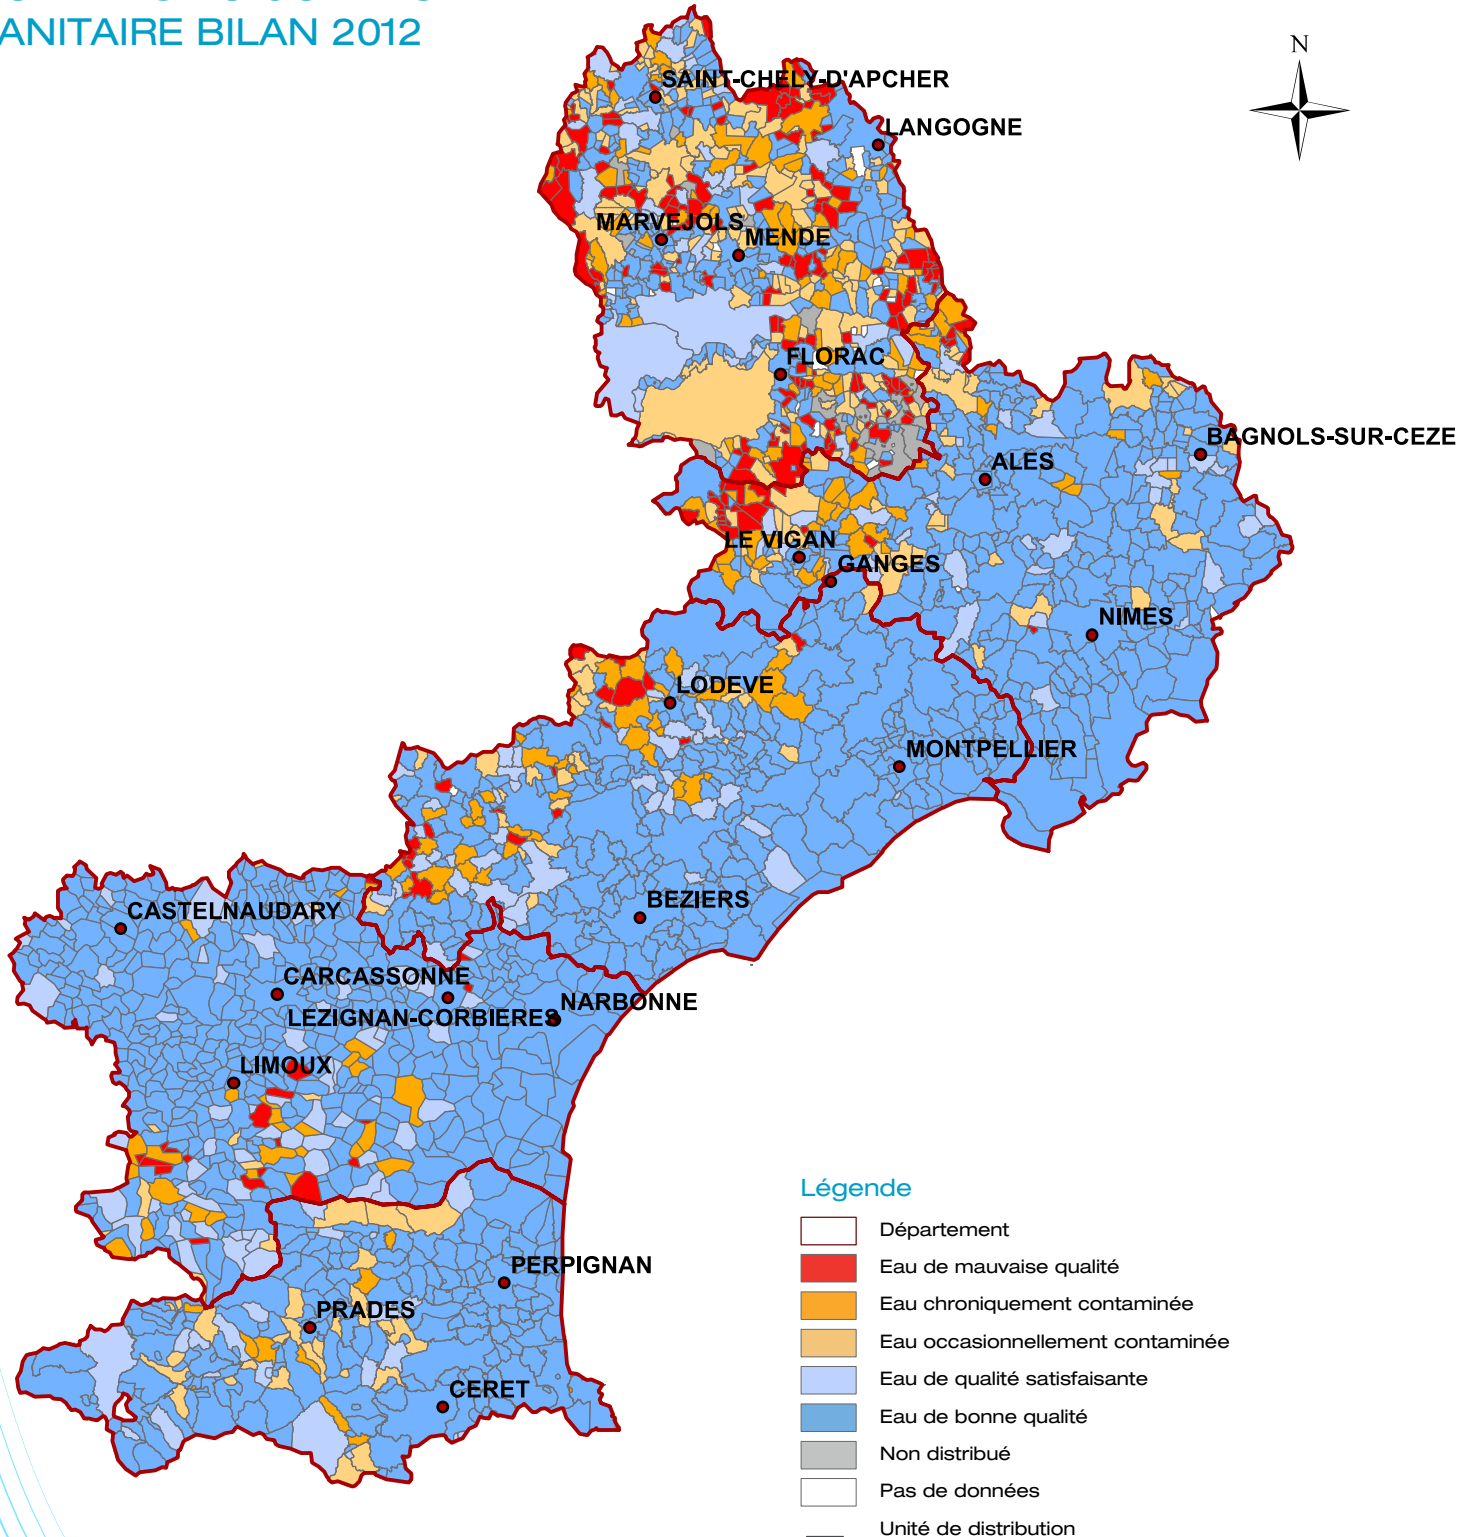 ANITAIRE BILAN 2012
N
SAINT-CHELY-D'APCHER
LANGOGNE
MARVEJOLS
MENDE
FLORAC
BAGNOLS-SUR-CEZE
ALES
LE VIGAN
GANGES
NIMES
LODEVE
MONTPELLIER
BEZIERS
CASTELNAUDARY
CARCASSONNE
NARBONNE
LEZIGNAN-CORBIERES
LIMOUX
PERPIGNAN
PRADES
CERET
Légende
Département
Eau de mauvaise qualité
Eau chroniquement contaminée
Eau occasionnellement contaminée
Eau de qualité satisfaisante
Eau de bonne qualité
Non distribué
Pas de données
Unité de distribution